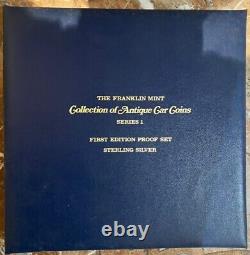 THE FRANKLIN MINT
Collection of Antique Car Coins
SERIES 1
FIRST EDITION PROOF SET
STERLING SILVER